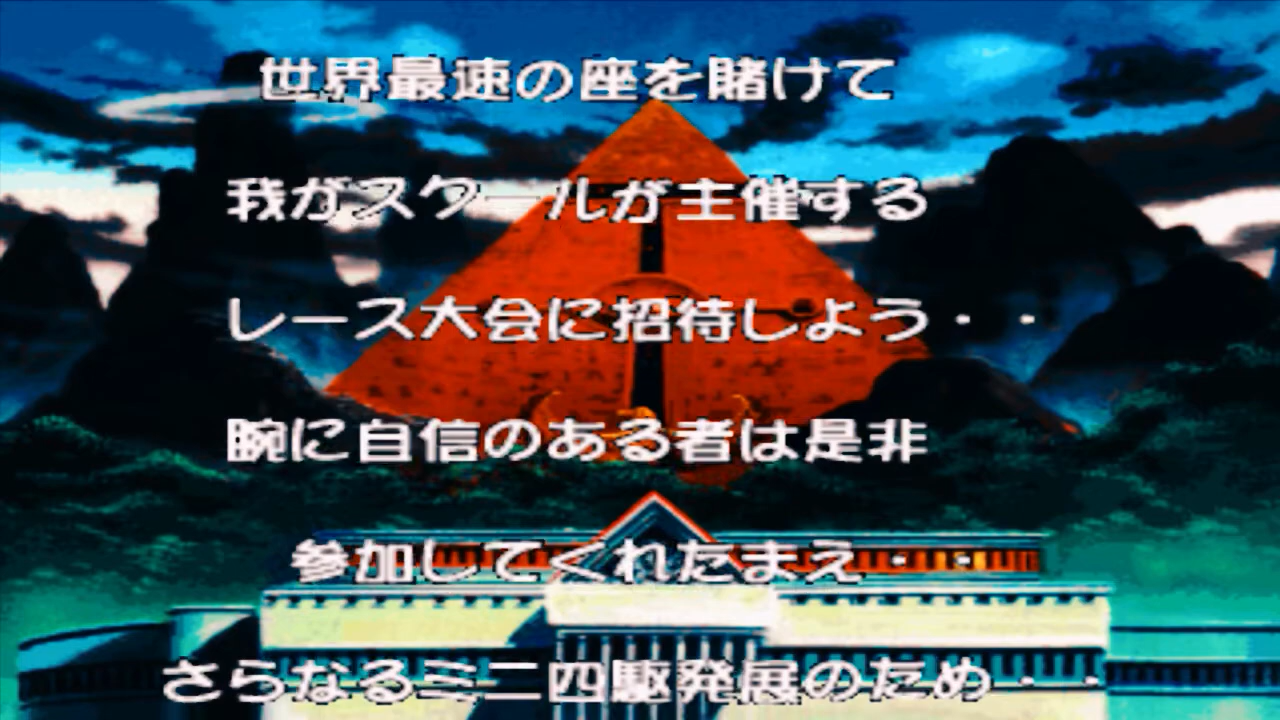 世界最速の座を賭けて
我がスクールが主催する
レース大会に招待しよう・・
腕に自信のある者は是非
参加してくれたまえ・・
さらなるミニ四駆発展のため・・